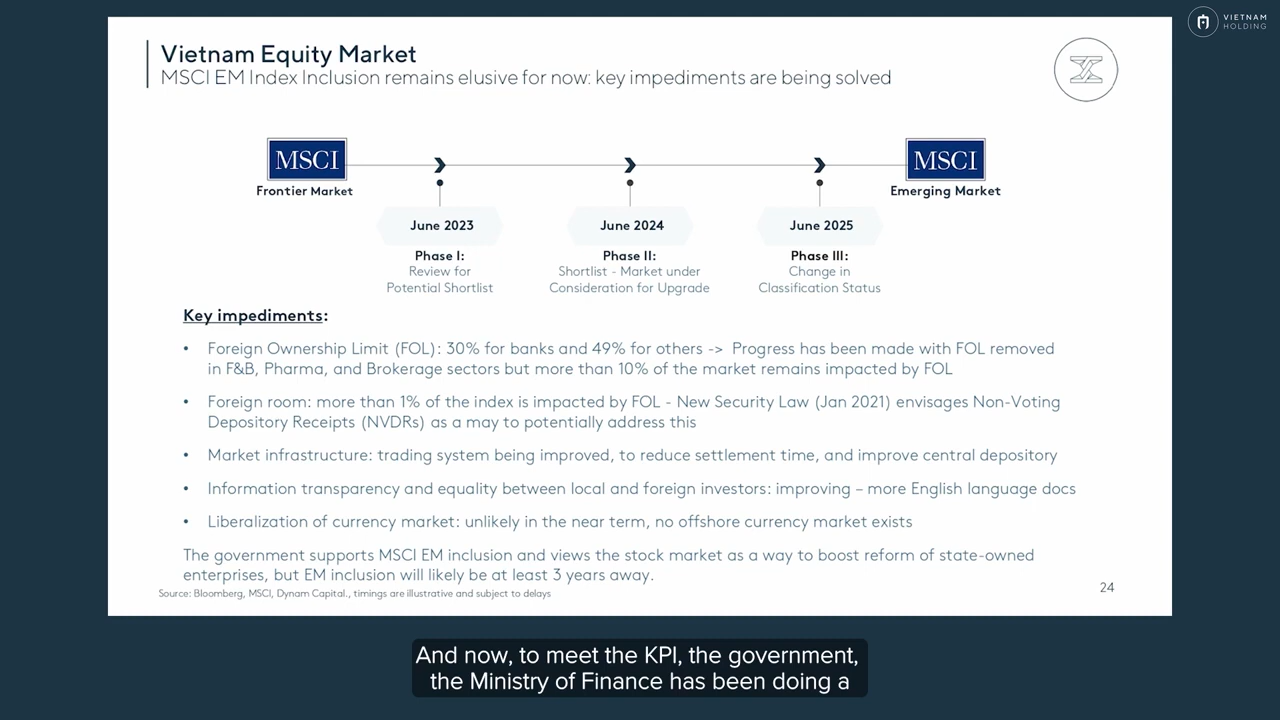 VIETNAM
HOLDING
Vietnam Equity Market
MSCI EM Index Inclusion remains elusive for now: key impediments are being solved
MSCI
MSCI
Frontier Market
Emerging Market
June 2023
June 2024
June 2025
Phase I:
Review for
Potential Shortlist
Phase II:
Shortlist - Market under
Consideration for Upgrade
Phase III:
Change in
Classification Status
Key impediments:
• Foreign Ownership Limit (FOL): 30% for banks and 49% for others -> Progress has been made with FOL removed
in F&B, Pharma, and Brokerage sectors but more than 10% of the market remains impacted by FOL
• Foreign room: more than 1% of the index is impacted by FOL - New Security Law (Jan 2021) envisages Non-Voting
Depository Receipts (NVDRs) as a may to potentially address this
• Market infrastructure: trading system being improved, to reduce settlement time, and improve central depository
• Information transparency and equality between local and foreign investors: improving – more English language docs
• Liberalization of currency market: unlikely in the near term, no offshore currency market exists
The government supports MSCI EM inclusion and views the stock market as a way to boost reform of state-owned
enterprises, but EM inclusion will likely be at least 3 years away.
Source: Bloomberg, MSCI, Dynam Capital., timings are illustrative and subject to delays
24
And now, to meet the KPI, the government,
the Ministry of Finance has been doing a